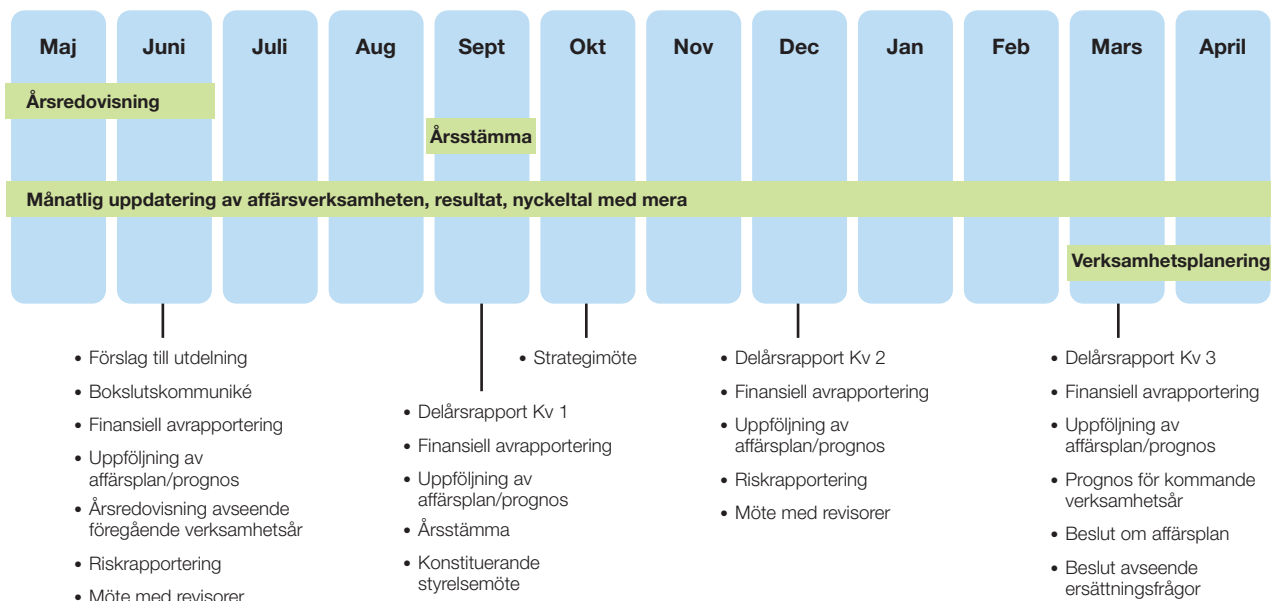 Maj Juni Juli Aug Sept Okt Nov Dec Jan Feb Mars April
Årsredovisning
Årsstämma
Månatlig uppdatering av affärsverksamheten, resultat, nyckeltal med mera
Verksamhetsplanering
• Förslag till utdelning
• Bokslutskommuniké
• Finansiell avrapportering
• Uppföljning av
affärsplan/prognos
• Årsredovisning avseende
föregående verksamhetsår
• Riskrapportering
• Möte med revisorer
• Delårsrapport Kv 1
• Finansiell avrapportering
• Uppföljning av
affärsplan/prognos
• Årsstämma
• Konstituerande
styrelsemöte
• Strategimöte
• Delårsrapport Kv 2
• Finansiell avrapportering
• Uppföljning av
affärsplan/prognos
• Riskrapportering
• Möte med revisorer
• Delårsrapport Kv 3
• Finansiell avrapportering
• Uppföljning av
affärsplan/prognos
• Prognos för kommande
verksamhetsår
• Beslut om affärsplan
• Beslut avseende
ersättningsfrågor